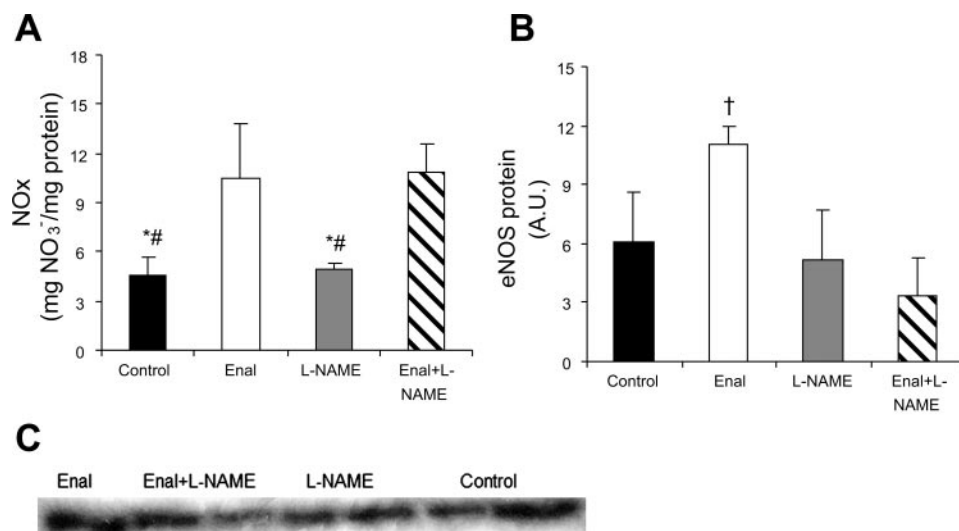 A
18
15
12
9
6
3
0
NOx
(mg NO₃⁻/mg protein)
*#
*#
Control
Enal
L-NAME
Enal+L-
NAME
B
15
12
9
6
3
0
eNOS protein
(A.U.)
†
Control
Enal
L-NAME
Enal+L-
NAME
C
Enal Enal+L-NAME L-NAME Control